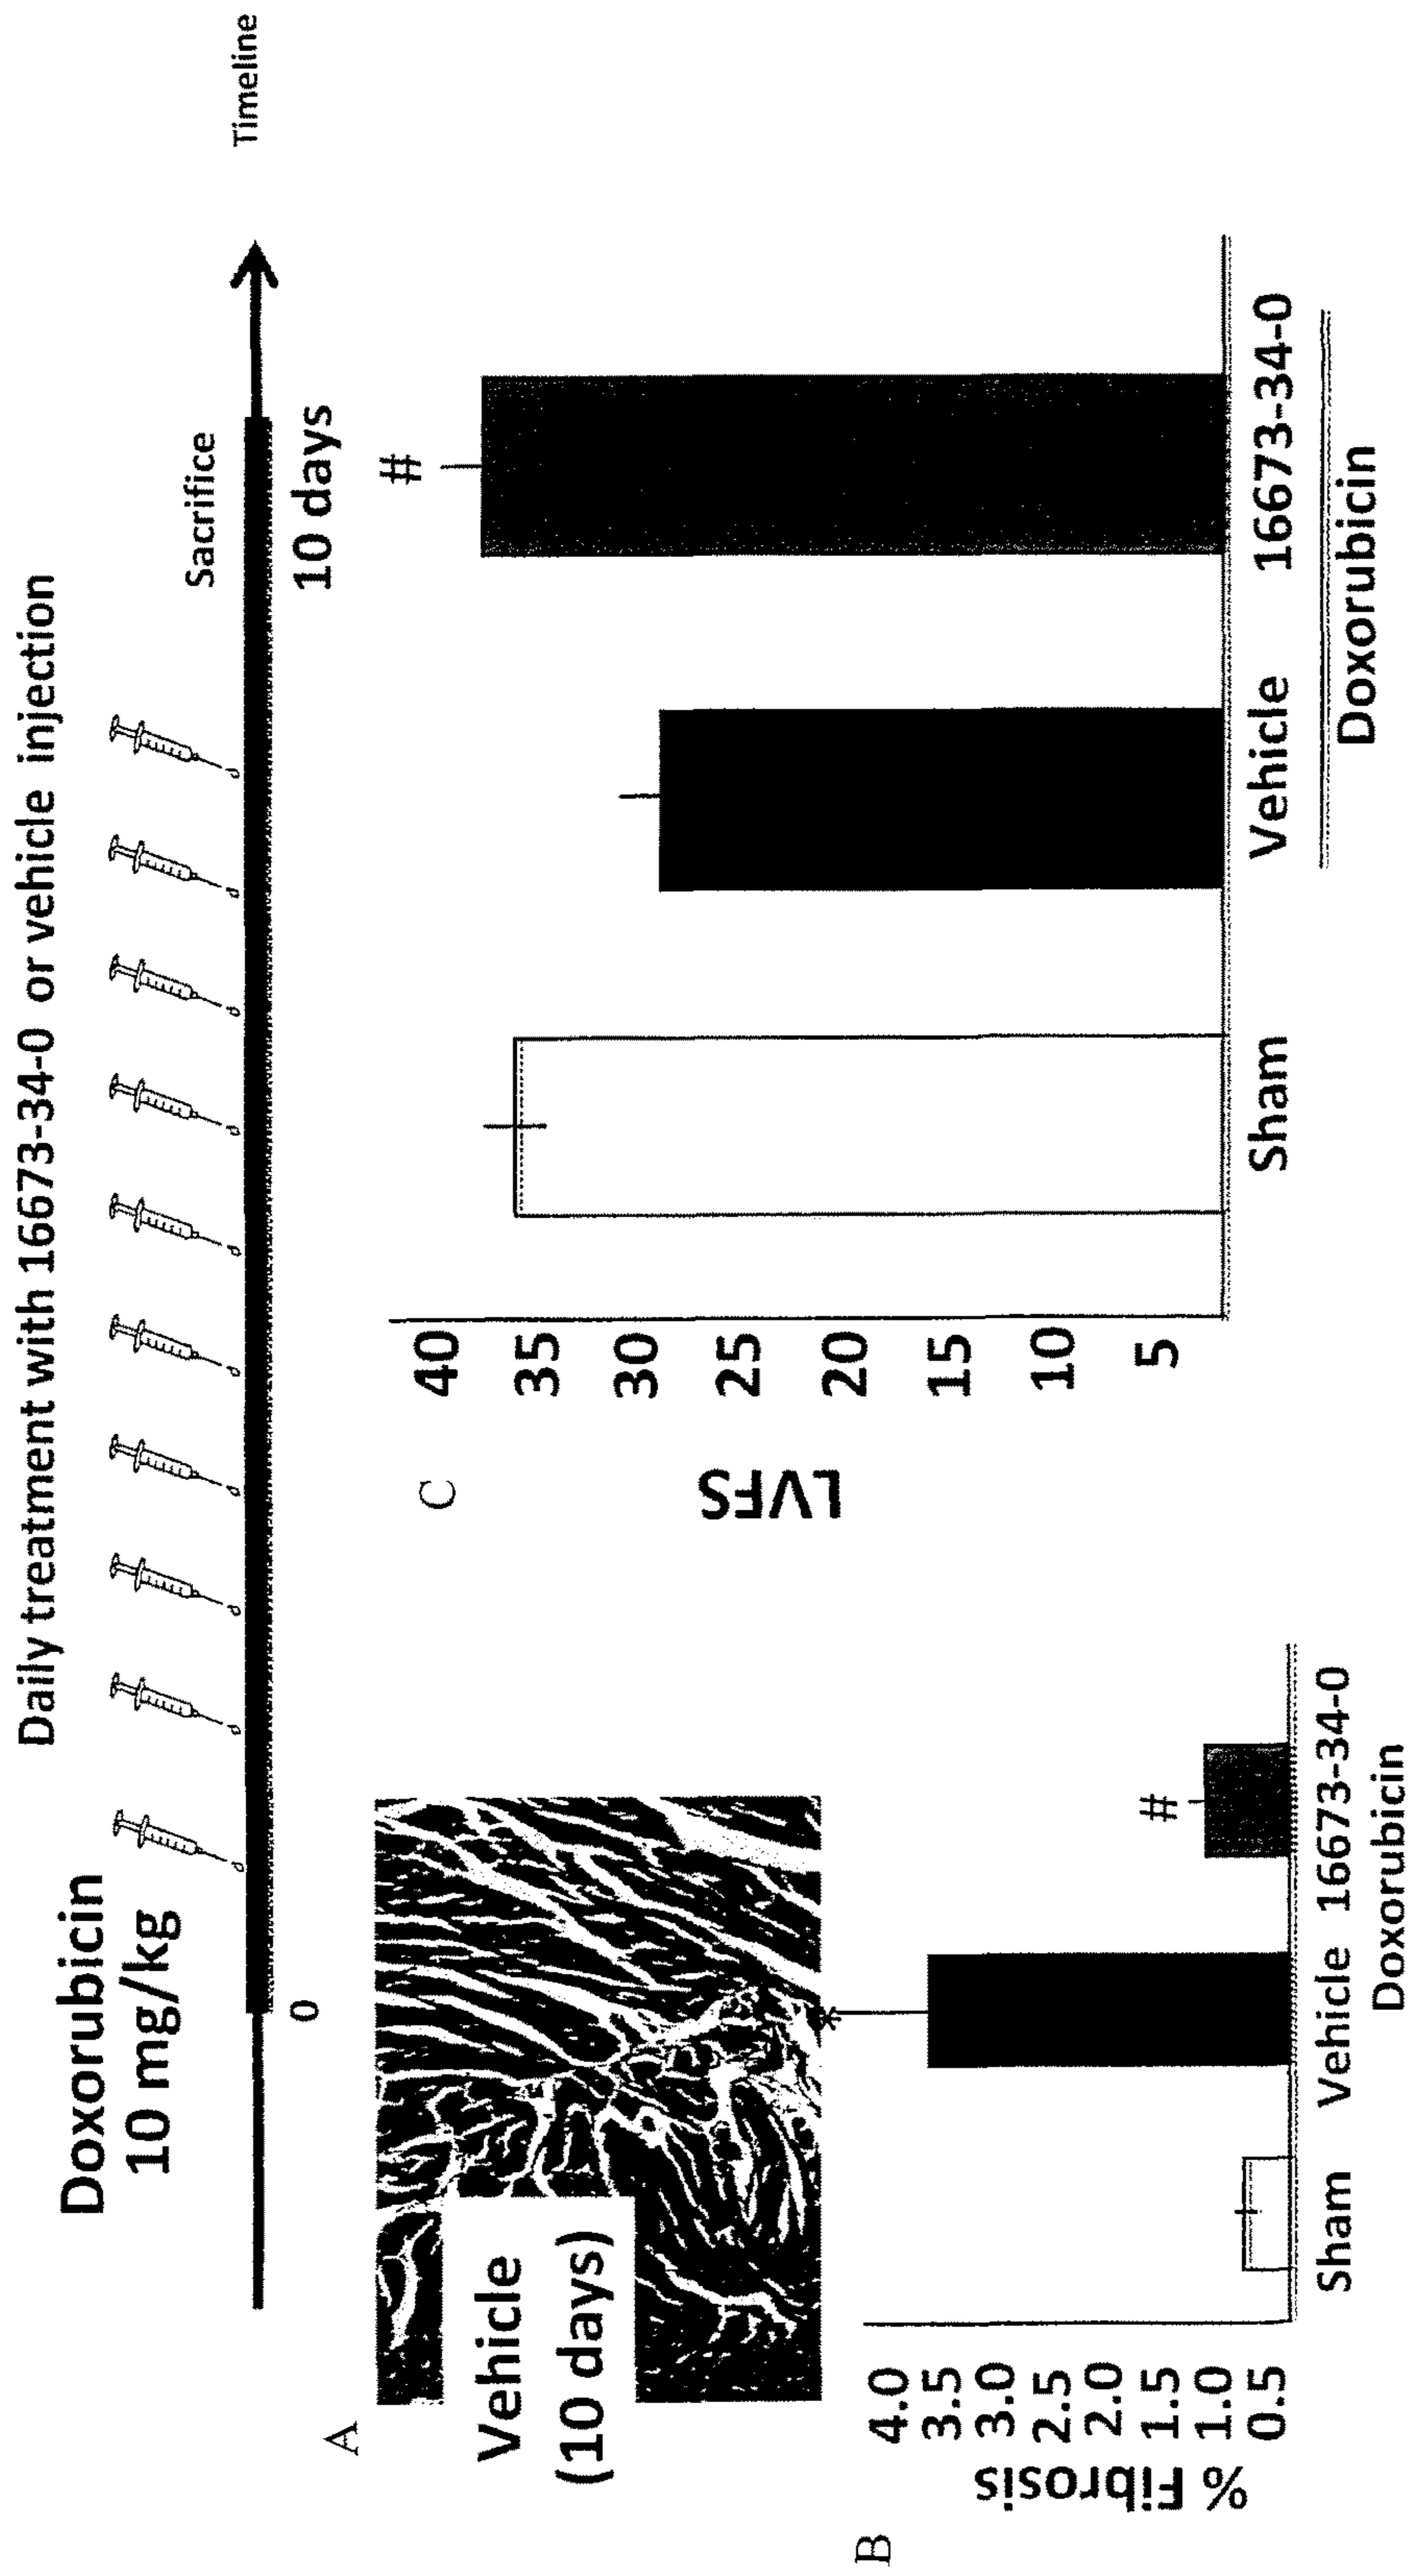 Daily treatment with 16673-34-0 or vehicle injection
Doxorubicin
10 mg/kg
Sacrifice
Timeline
0
10 days
A
Vehicle
(10 days)
B
% Fibrosis
4.0
3.5
3.0
2.5
2.0
1.5
1.0
0.5
*
#
Sham
Vehicle
16673-34-0
Doxorubicin
C
LVFS
40
35
30
25
20
15
10
5
#
Sham
Vehicle
16673-34-0
Doxorubicin